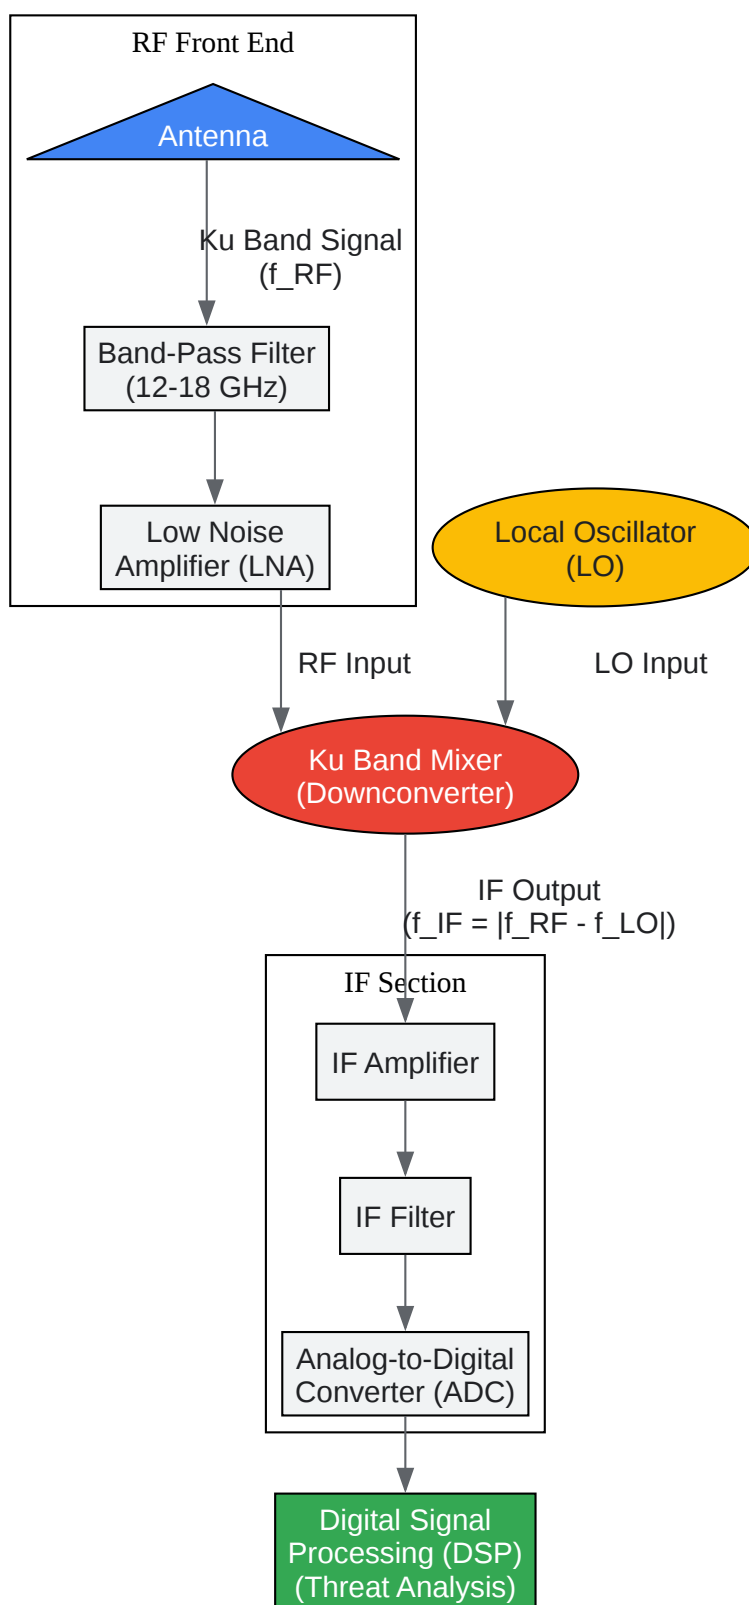 RF Front End
Antenna
Ku Band Signal
(f_RF)
Band-Pass Filter
(12-18 GHz)
Low Noise
Amplifier (LNA)
Local Oscillator
(LO)
RF Input
LO Input
Ku Band Mixer
(Downconverter)
IF Output
(f_IF = |f_RF - f_LO|)
IF Section
IF Amplifier
IF Filter
Analog-to-Digital
Converter (ADC)
Digital Signal
Processing (DSP)
(Threat Analysis)